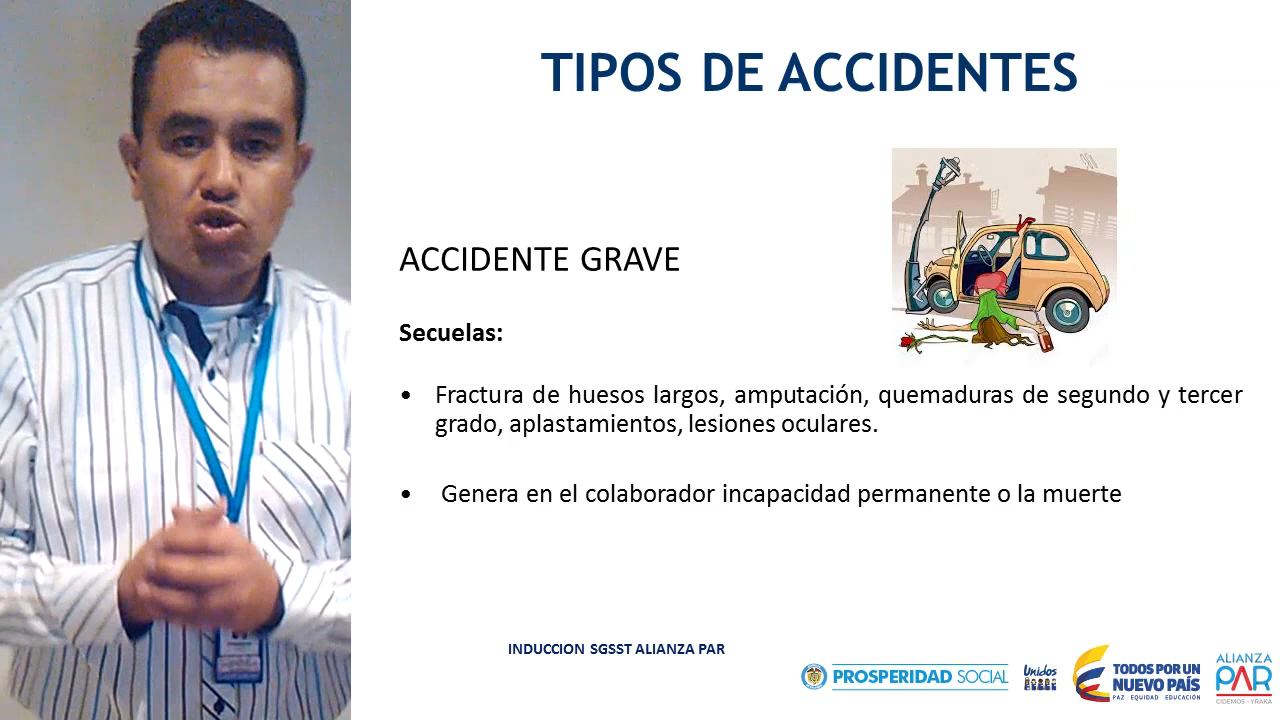 TIPOS DE ACCIDENTES
ACCIDENTE GRAVE
Secuelas:
• Fractura de huesos largos, amputación, quemaduras de segundo y tercer
grado, aplastamientos, lesiones oculares.
• Genera en el colaborador incapacidad permanente o la muerte
INDUCCION SGSST ALIANZA PAR
PROSPERIDAD SOCIAL
Unidos
TODOS POR UN
NUEVO PAÍS
PAZ EQUIDAD EDUCACIÓN
ALIANZA
PAR
CIDEMOS - YRAKA